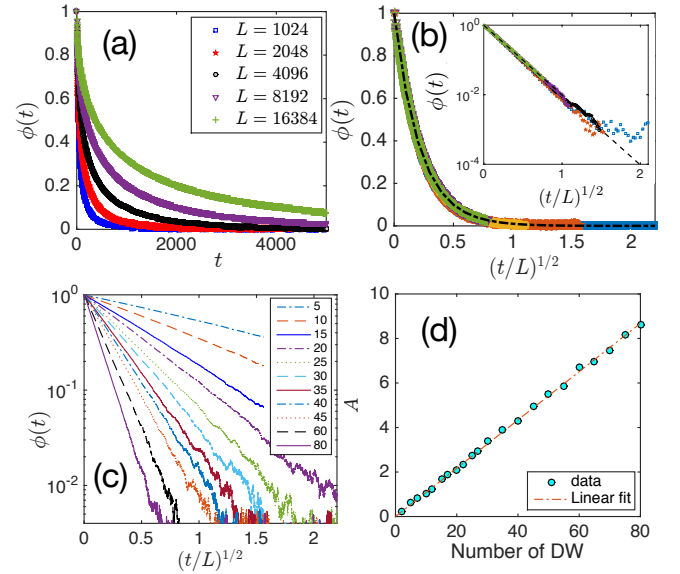 (a)
L = 1024
L = 2048
L = 4096
L = 8192
L = 16384
ϕ(t)
1
0.8
0.6
0.4
0.2
0
0 2000 4000
t
(b)
ϕ(t)
1
0.8
0.6
0.4
0.2
0
0 0.5 1 1.5 2
(t/L)^{1/2}
ϕ(t)
10^0
10^-2
10^-4
0 1 2
(t/L)^{1/2}
(c)
ϕ(t)
10^0
10^-1
10^-2
0 0.5 1 1.5 2
(t/L)^{1/2}
5
10
15
20
25
30
35
40
45
60
80
(d)
A
10
8
6
4
2
0
0 20 40 60 80
Number of DW
data
Linear fit